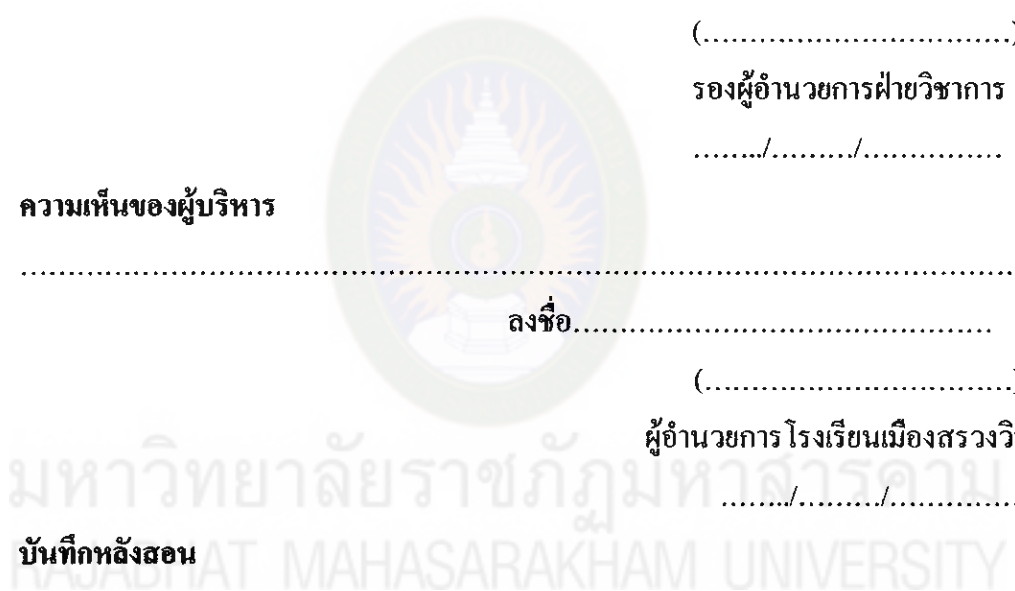 (................................)
รองผู้อำนวยการฝ่ายวิชาการ
......../........./...............
ความเห็นของผู้บริหาร
..........................................................................................................
ลงชื่อ.............................................
(................................)
ผู้อำนวยการโรงเรียนเมืองสรวงวิ
......../........./...............
มหาวิทยาลัยราชภัฏมหาสารคาม
บันทึกหลังสอน
RAJABHAT MAHASARAKHAM UNIVERSITY